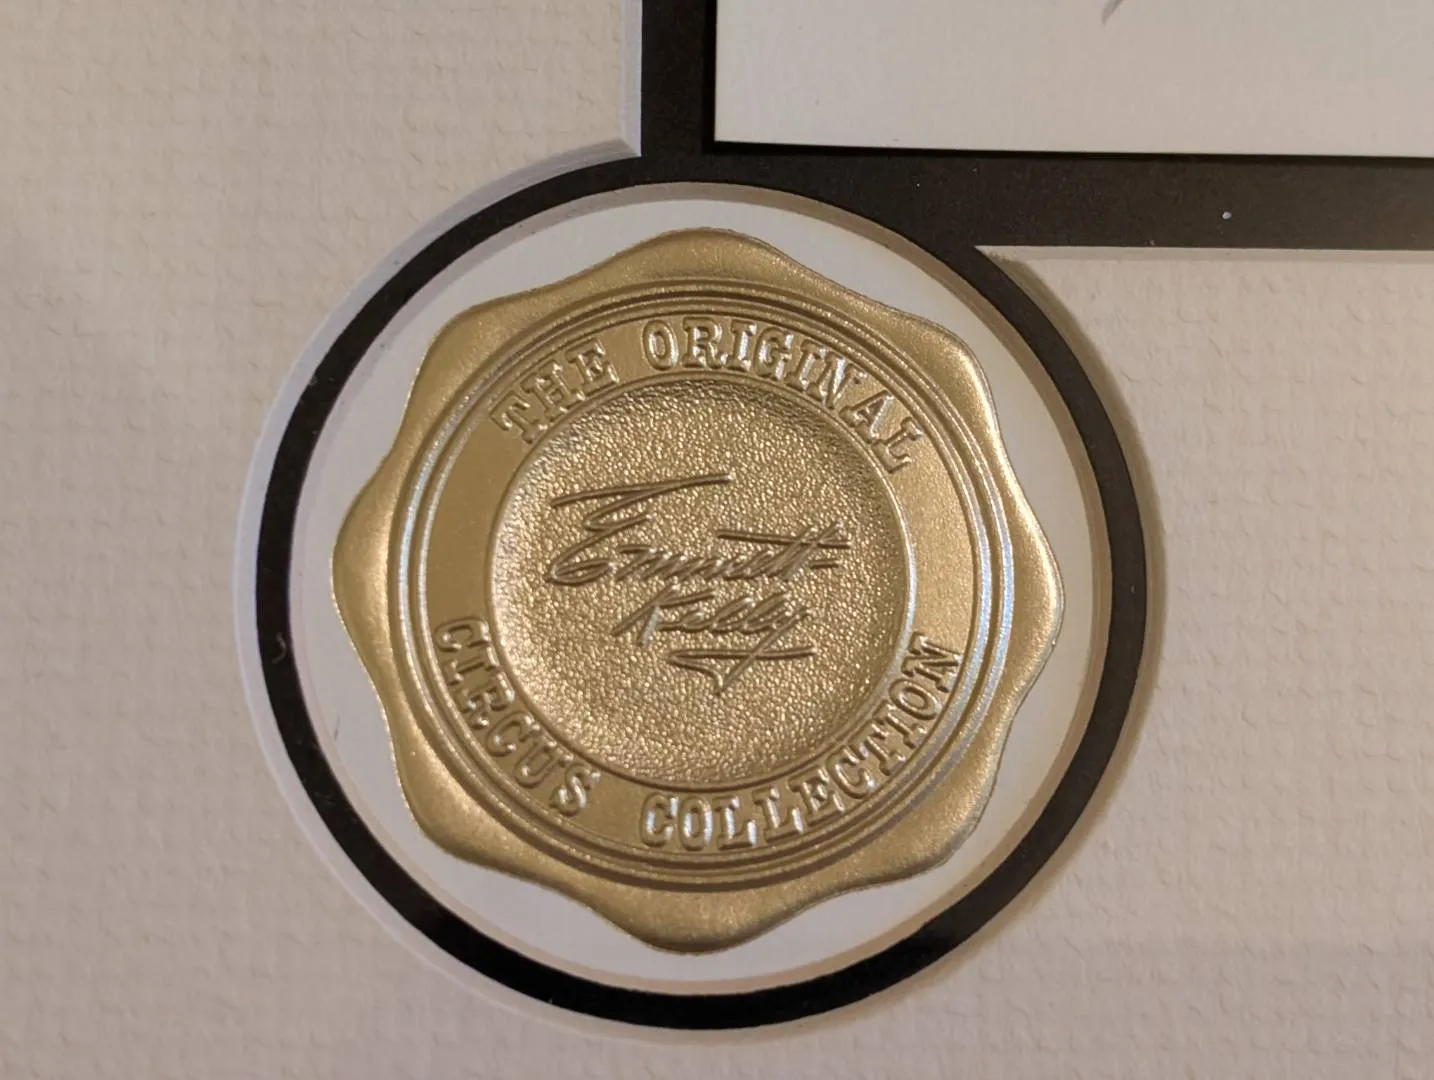 THE ORIGINAL
Emmett
Kelly
CIRCUS COLLECTION